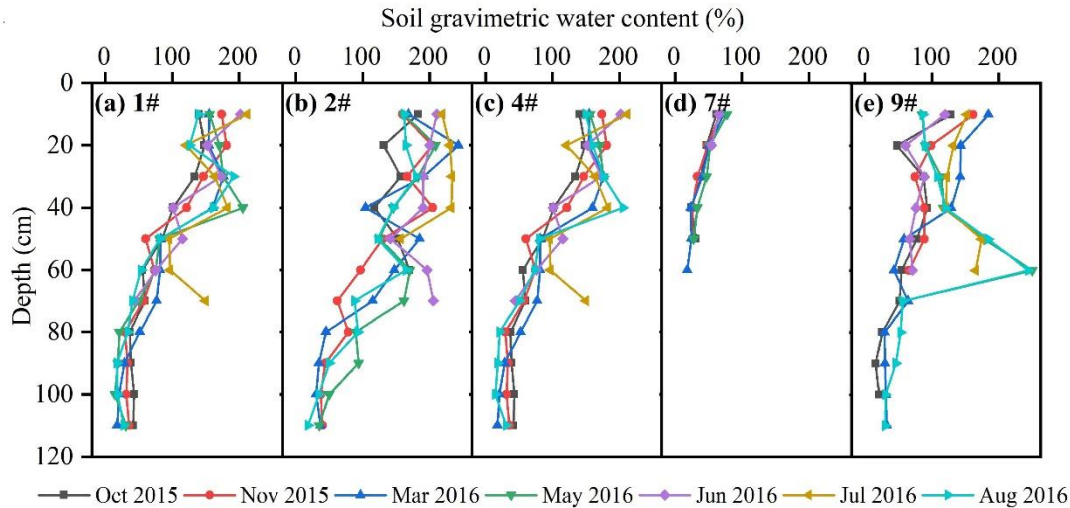 Soil gravimetric water content (%)
0 100 200 0 100 200 0 100 200 0 100 200 0 100 200
0
(a) 1# (b) 2# (c) 4# (d) 7# (e) 9#
20
40
60
80
100
120
Depth (cm)
Oct 2015 Nov 2015 Mar 2016 May 2016 Jun 2016 Jul 2016 Aug 2016